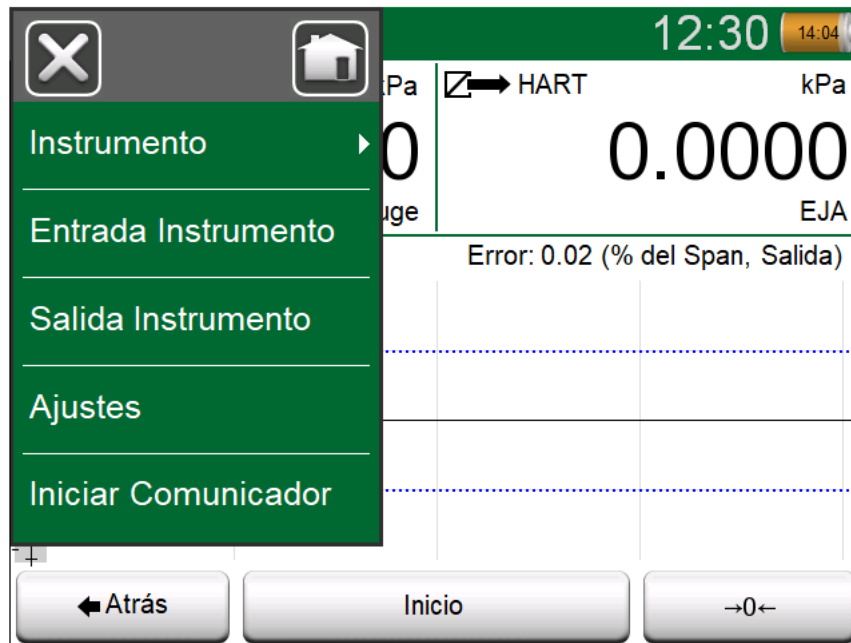 12:30 14:04
kPa HART kPa
0 0.0000
uge EJA
Error: 0.02 (% del Span, Salida)
Instrumento
Entrada Instrumento
Salida Instrumento
Ajustes
Iniciar Comunicador
Atrás Inicio →0←